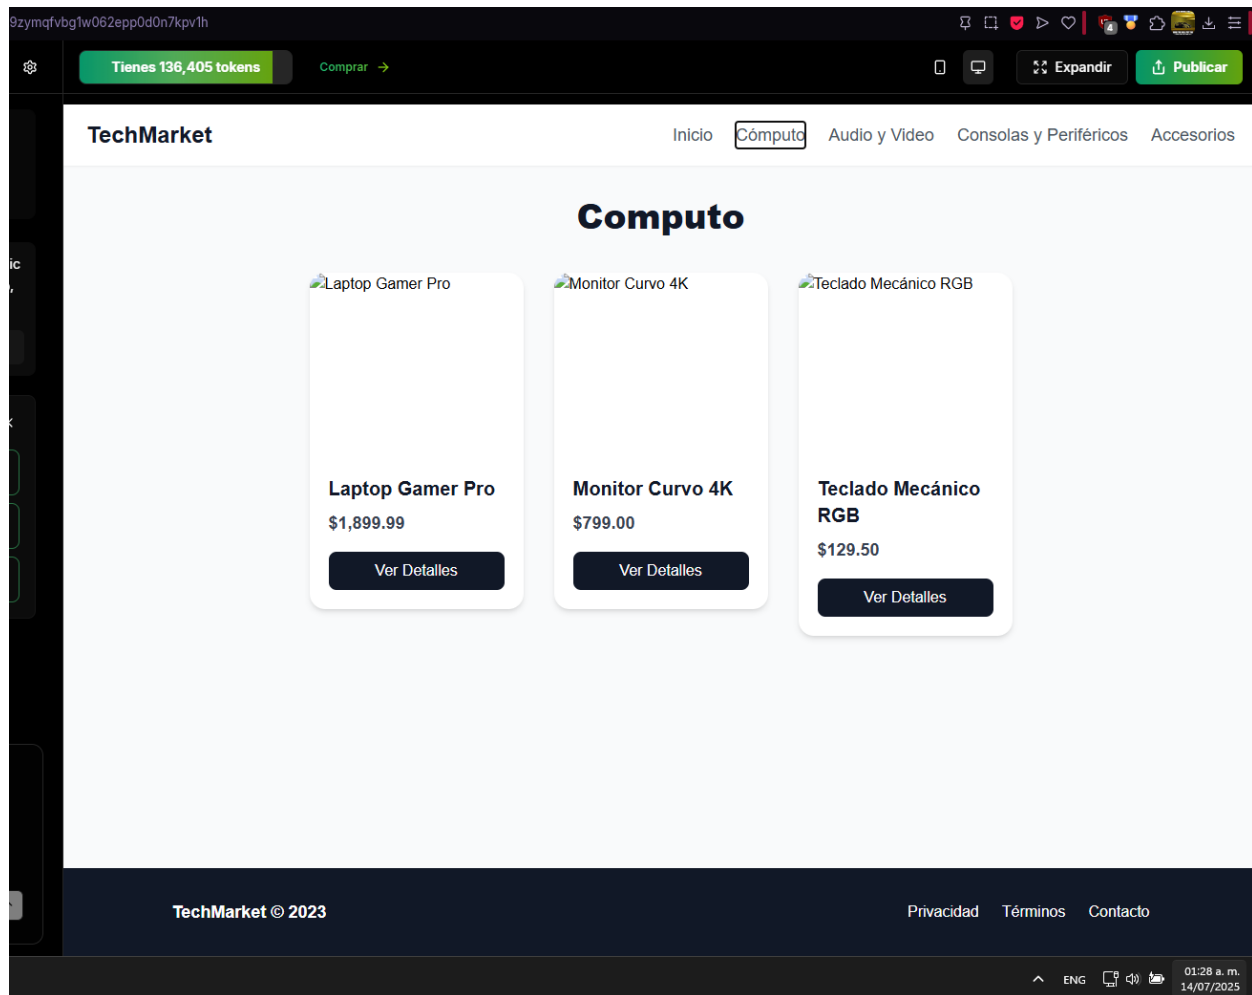 9zymqfvbg1w062epp0d0n7kpv1h
4
Tienes 136,405 tokens
Comprar →
Expandir
Publicar
TechMarket
Inicio
Cómputo
Audio y Video
Consolas y Periféricos
Accesorios
ic
Computo
Laptop Gamer Pro
Monitor Curvo 4K
Teclado Mecánico RGB
Laptop Gamer Pro
$1,899.99
Ver Detalles
Monitor Curvo 4K
$799.00
Ver Detalles
Teclado Mecánico
RGB
$129.50
Ver Detalles
TechMarket © 2023
Privacidad
Términos
Contacto
ENG
01:28 a. m.
14/07/2025